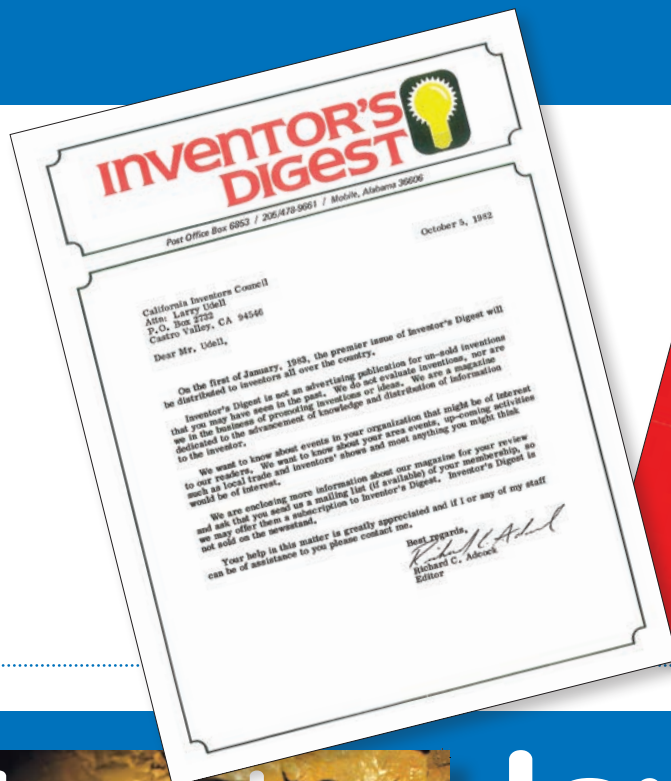 INVENTOR'S
DIGEST
Post Office Box 6853 / 205/478-9661 / Mobile, Alabama 36606
October 5, 1982
California Inventors Council
Attn: Larry Udell
P.O. Box 2732
Castro Valley, CA 94546
Dear Mr. Udell,
On the first of January, 1983, the premier issue of Inventor's Digest will
be distributed to inventors all over the country.
Inventor's Digest is not an advertising publication for un-sold inventions
that you may have seen in the past. We do not evaluate inventions, nor are
we in the business of promoting inventions or ideas. We are a magazine
dedicated to the advancement of knowledge and distribution of information
to the inventor.
We want to know about events in your organization that might be of interest
to our readers. We want to know about your area events, up-coming activities
such as local trade and inventors' shows and most anything you might think
would be of interest.
We are enclosing more information about our magazine for your review
and ask that you send us a mailing list (if available) of your membership, so
we may offer them a subscription to Inventor's Digest. Inventor's Digest is
not sold on the newsstand.
Your help in this matter is greatly appreciated and if I or any of my staff
can be of assistance to you please contact me.
Best regards,
Richard C. Adcock
Richard C. Adcock
Editor